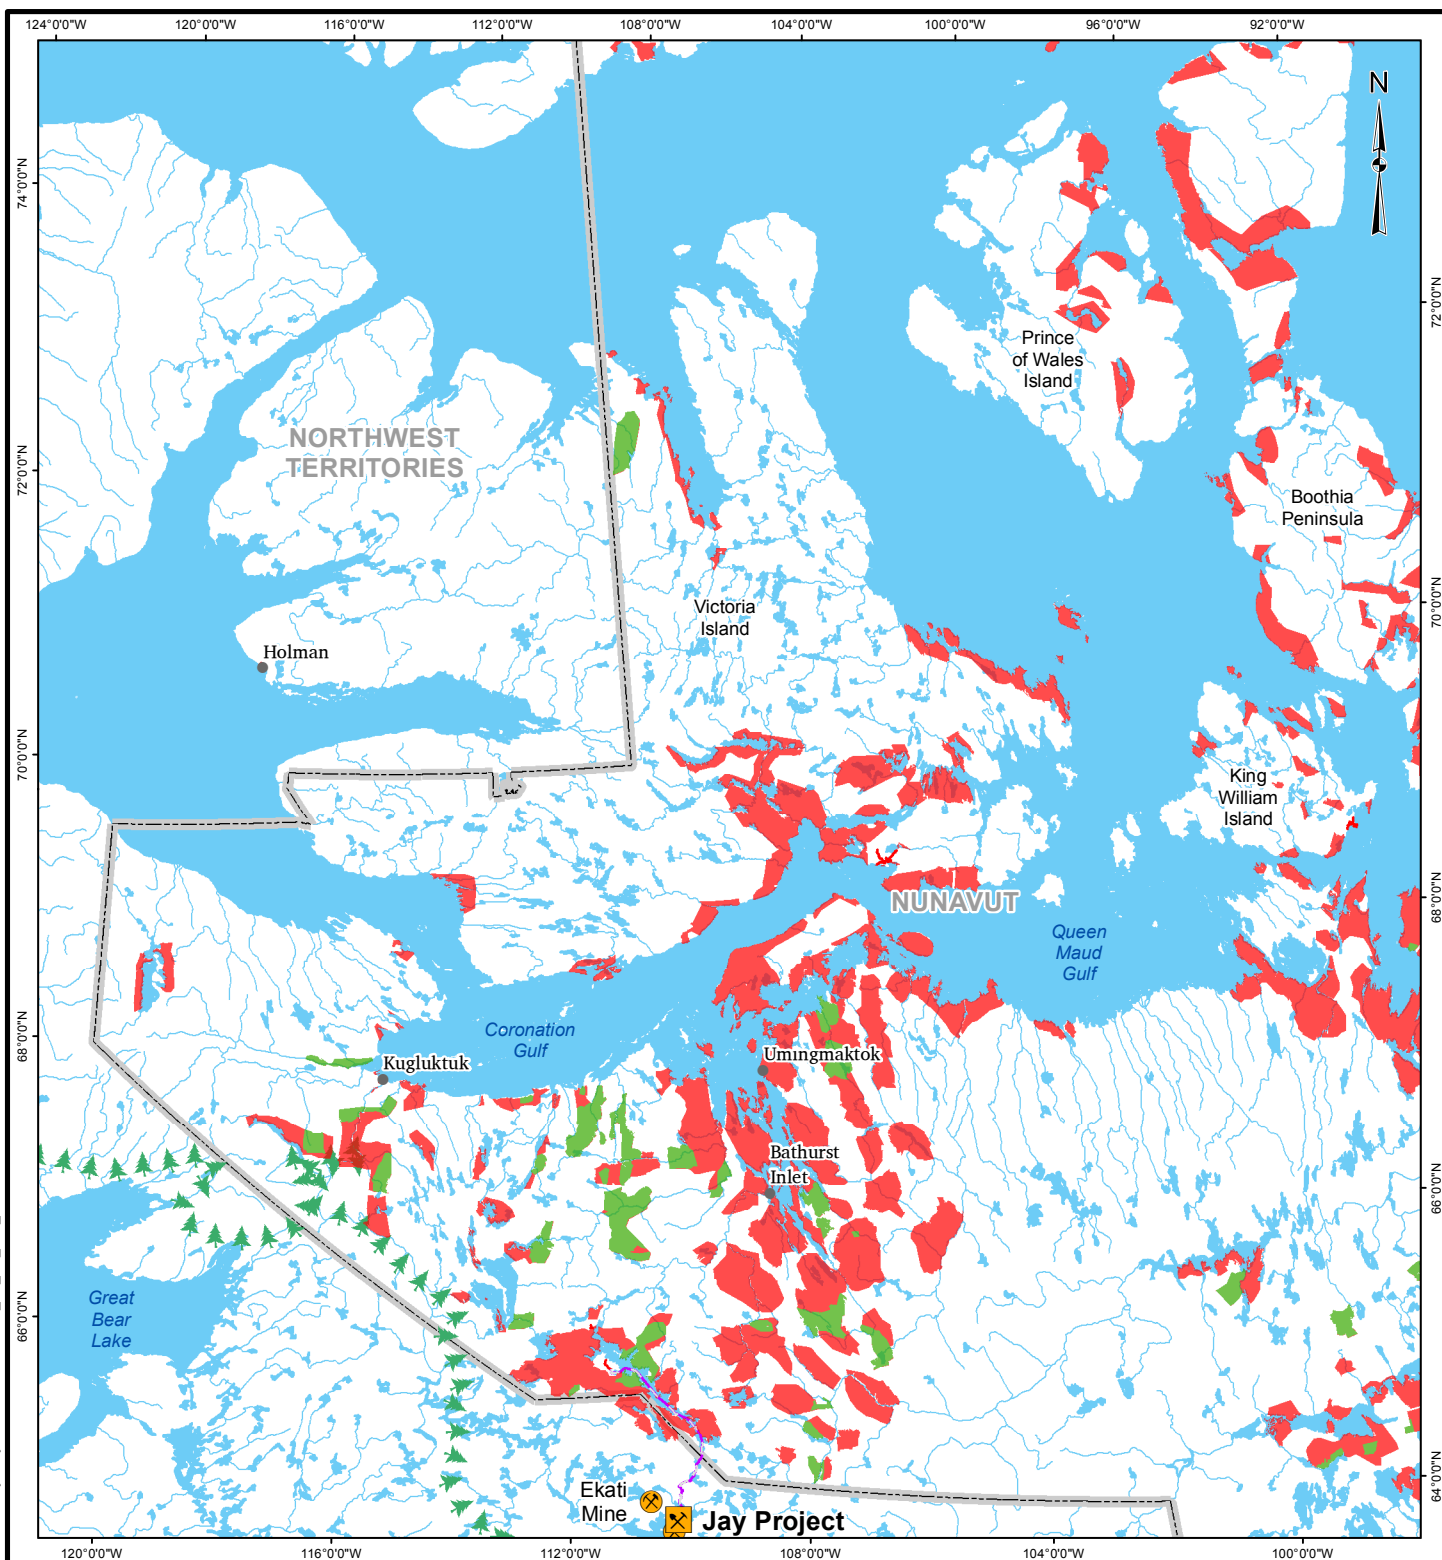 124°0'0"W
120°0'0"W
116°0'0"W
112°0'0"W
108°0'0"W
104°0'0"W
100°0'0"W
96°0'0"W
92°0'0"W
N
74°0'0"N
72°0'0"N
Prince
of Wales
Island
NORTHWEST
TERRITORIES
72°0'0"N
Boothia
Peninsula
70°0'0"N
Victoria
Island
Holman
70°0'0"N
King
William
Island
68°0'0"N
NUNAVUT
Queen
Maud
Gulf
68°0'0"N
Coronation
Gulf
Kugluktuk
Umingmaktok
Bathurst
Inlet
66°0'0"N
66°0'0"N
Great
Bear
Lake
64°0'0"N
Ekati
Mine
Jay Project
120°0'0"W
116°0'0"W
112°0'0"W
108°0'0"W
104°0'0"W
100°0'0"W